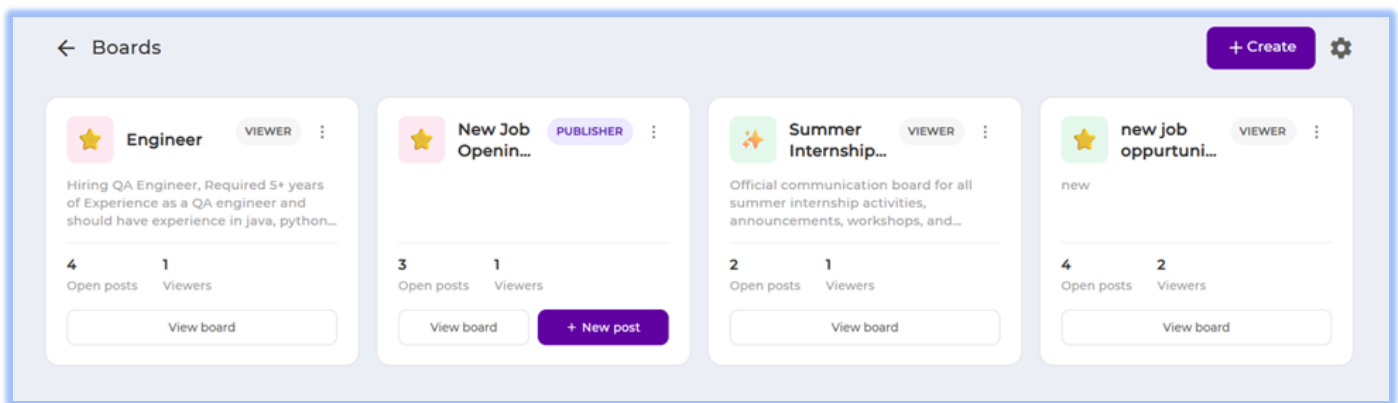 Boards
+ Create
Engineer
VIEWER
Hiring QA Engineer, Required 5+ years
of Experience as a QA engineer and
should have experience in java, python...
4
1
Open posts
Viewers
View board
New Job
Openin...
PUBLISHER
3
1
Open posts
Viewers
View board
+ New post
Summer
Internship...
VIEWER
Official communication board for all
summer internship activities,
announcements, workshops, and...
2
1
Open posts
Viewers
View board
new job
oppurtuni...
VIEWER
new
4
2
Open posts
Viewers
View board